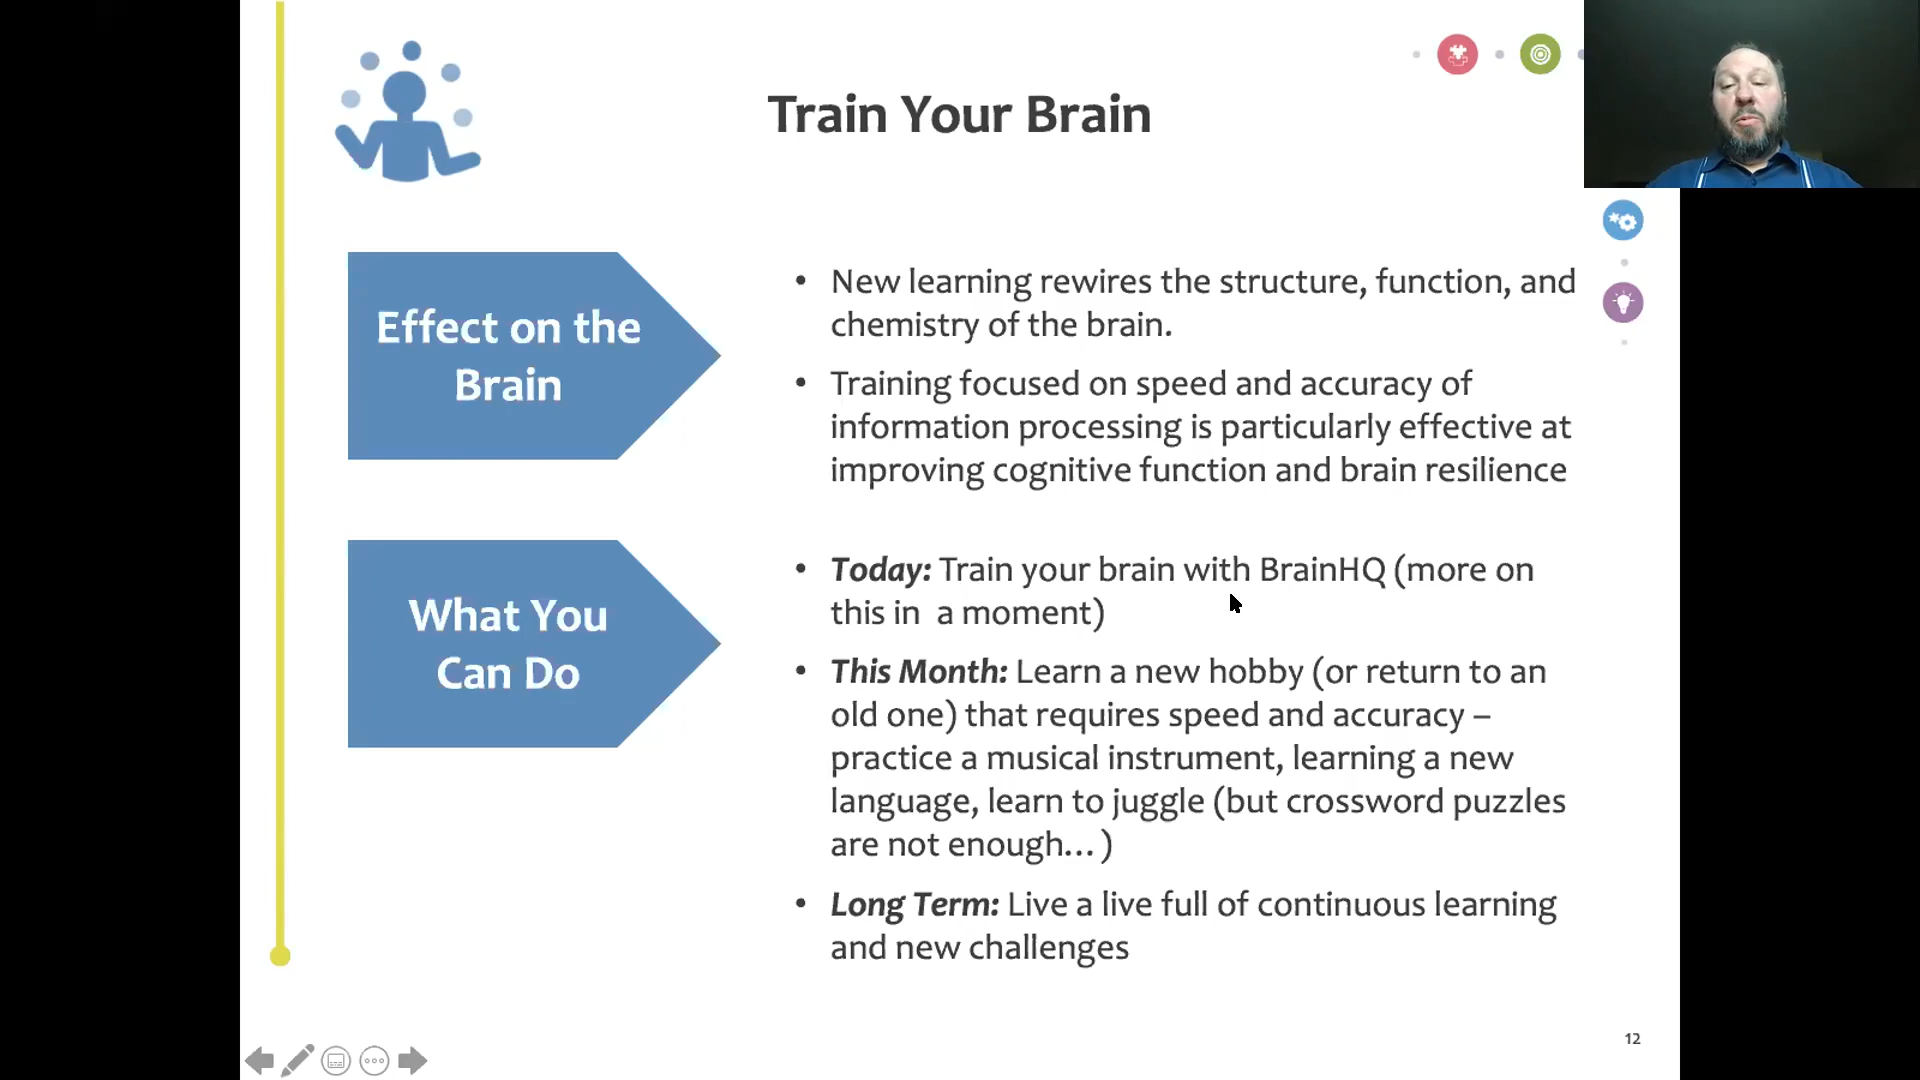 Train Your Brain
Effect on the
Brain
• New learning rewires the structure, function, and
chemistry of the brain.
• Training focused on speed and accuracy of
information processing is particularly effective at
improving cognitive function and brain resilience
What You
Can Do
• Today: Train your brain with BrainHQ (more on
this in  a moment)
• This Month: Learn a new hobby (or return to an
old one) that requires speed and accuracy –
practice a musical instrument, learning a new
language, learn to juggle (but crossword puzzles
are not enough... )
• Long Term: Live a live full of continuous learning
and new challenges
12